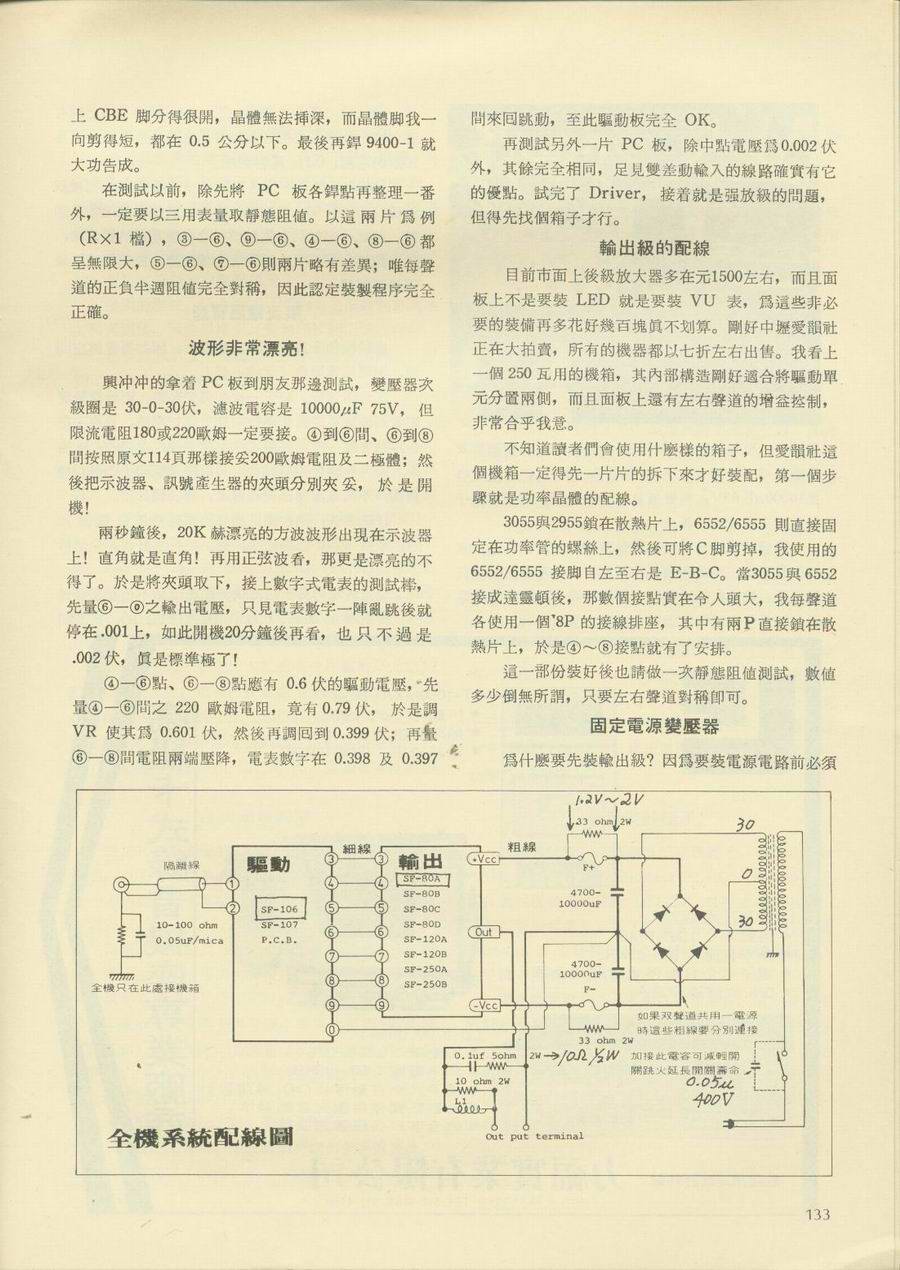 上 CBE 脚分得很開，晶體無法揷深，而晶體脚我一
向剪得短，都在 0.5 公分以下。最後再銲 9400-1 就
大功告成。
在測試以前，除先將 PC 板各銲點再整理一番
外，一定要以三用表量取靜態阻値。以這兩片爲例
（R×1 檔），③—⑥、⑨—⑥、④—⑥、⑧—⑥都
呈無限大，⑤—⑥、⑦—⑥則兩片略有差異；唯每聲
道的正負半週阻値完全對稱，因此認定裝製程序完全
正確。
波形非常漂亮！
興冲冲的拿着 PC 板到朋友那邊測試，變壓器次
級圈是 30-0-30伏，濾波電容是 10000μF 75V，但
限流電阻180或220歐姆一定要接。④到⑥間、⑥到⑧
間按照原文114頁那樣接妥200歐姆電阻及二極體；然
後把示波器、訊號產生器的夾頭分別夾妥，於是開
機！
兩秒鐘後，20K 赫漂亮的方波波形出現在示波器
上！直角就是直角！再用正弦波看，那更是漂亮的不
得了。於是將夾頭取下，接上數字式電表的測試棒，
先量⑥—⓪之輸出電壓，只見電表數字一陣亂跳後就
停在.001上，如此開機20分鐘後再看，也只不過是
.002 伏，眞是標準極了！
④—⑥點、⑥—⑧點應有 0.6 伏的驅動電壓，先
量④—⑥間之 220 歐姆電阻，竟有 0.79 伏，於是調
VR 使其爲 0.601 伏，然後再調回到 0.399 伏；再量
⑥—⑧間電阻兩端壓降，電表數字在 0.398 及 0.397
間來回跳動，至此驅動板完全 OK。
再測試另外一片 PC 板，除中點電壓爲0.002 伏
外，其餘完全相同，足見雙差動輸入的線路確實有它
的優點。試完了 Driver，接着就是强放級的問題，
但得先找個箱子才行。
輸出級的配線
目前市面上後級放大器多在元1500左右，而且面
板上不是要裝 LED 就是要裝 VU 表，爲這些非必
要的裝備再多花好幾百塊眞不划算。剛好中壢愛韻社
正在大拍賣，所有的機器都以七折左右出售。我看上
一個 250 瓦用的機箱，其內部構造剛好適合將驅動單
元分置兩側，而且面板上還有左右聲道的增益控制，
非常合乎我意。
不知道讀者們會使用什麽樣的箱子，但愛韻社這
個機箱一定得先一片片的拆下來才好裝配，第一個步
驟就是功率晶體的配線。
3055與2955鎖在散熱片上，6552/6555 則直接固
定在功率管的螺絲上，然後可將C脚剪掉，我使用的
6552/6555 接脚自左至右是 E-B-C。當3055與 6552
接成達靈頓後，那數個接點實在令人頭大，我每聲道
各使用一個8P 的接線排座，其中有兩P直接鎖在散
熱片上，於是④～⑧接點就有了安排。
這一部份裝好後也請做一次靜態阻値測試，數値
多少倒無所謂，只要左右聲道對稱卽可。
固定電源變壓器
爲什麽要先裝輸出級？因爲要裝電源電路前必須
1.2V～2V
33 ohm 2W
F+
粗線
30
0
30
細線
驅動
輸出
隔離線
1
2
3
4
5
6
7
8
9
0
3
4
5
6
7
8
9
SF-106
SF-107
P.C.B.
SF-80A
SF-80B
SF-80C
SF-80D
SF-120A
SF-120B
SF-250A
SF-250B
+Vcc
Out
-Vcc
4700-
10000uF
4700-
10000uF
F-
33 ohm 2W
10-100 ohm
0.05uF/mica
全機只在此處接機箱
如果双聲道共用一電源
時這些粗線要分別連接
0.1uf 5ohm 2W→10Ω ½W
10 ohm 2W
L1
加接此電容可減輕開
關跳火延長開關壽命
0.05u
400V
Out put terminal
全機系統配線圖
133